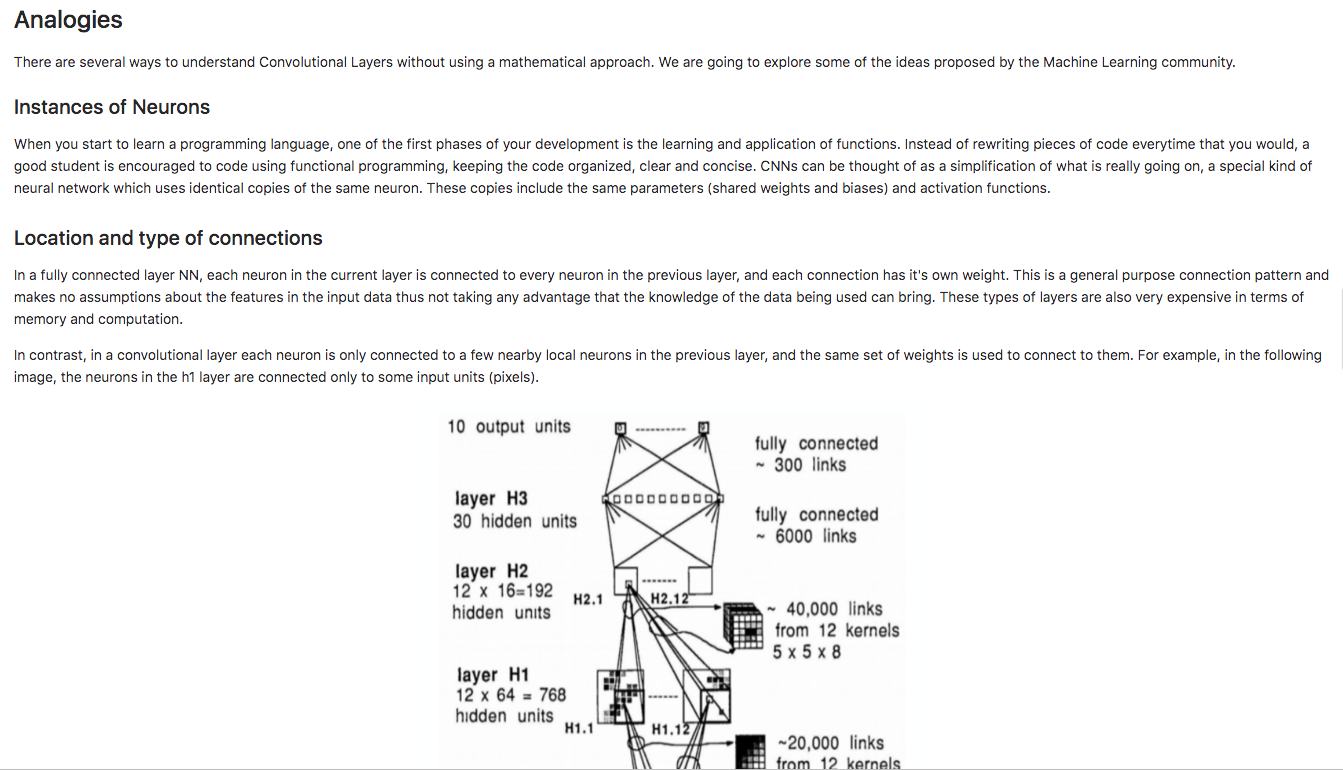 Analogies
There are several ways to understand Convolutional Layers without using a mathematical approach. We are going to explore some of the ideas proposed by the Machine Learning community.
Instances of Neurons
When you start to learn a programming language, one of the first phases of your development is the learning and application of functions. Instead of rewriting pieces of code everytime that you would, a
good student is encouraged to code using functional programming, keeping the code organized, clear and concise. CNNs can be thought of as a simplification of what is really going on, a special kind of
neural network which uses identical copies of the same neuron. These copies include the same parameters (shared weights and biases) and activation functions.
Location and type of connections
In a fully connected layer NN, each neuron in the current layer is connected to every neuron in the previous layer, and each connection has it's own weight. This is a general purpose connection pattern and
makes no assumptions about the features in the input data thus not taking any advantage that the knowledge of the data being used can bring. These types of layers are also very expensive in terms of
memory and computation.
In contrast, in a convolutional layer each neuron is only connected to a few nearby local neurons in the previous layer, and the same set of weights is used to connect to them. For example, in the following
image, the neurons in the h1 layer are connected only to some input units (pixels).
10 output units
fully connected
~ 300 links
layer H3
30 hidden units
fully connected
~ 6000 links
layer H2
12 x 16=192
hidden units
H2.1
H2.12
~ 40,000 links
from 12 kernels
5 x 5 x 8
layer H1
12 x 64 = 768
hidden units
H1.1
H1.12
~20,000 links
from 12 kernels